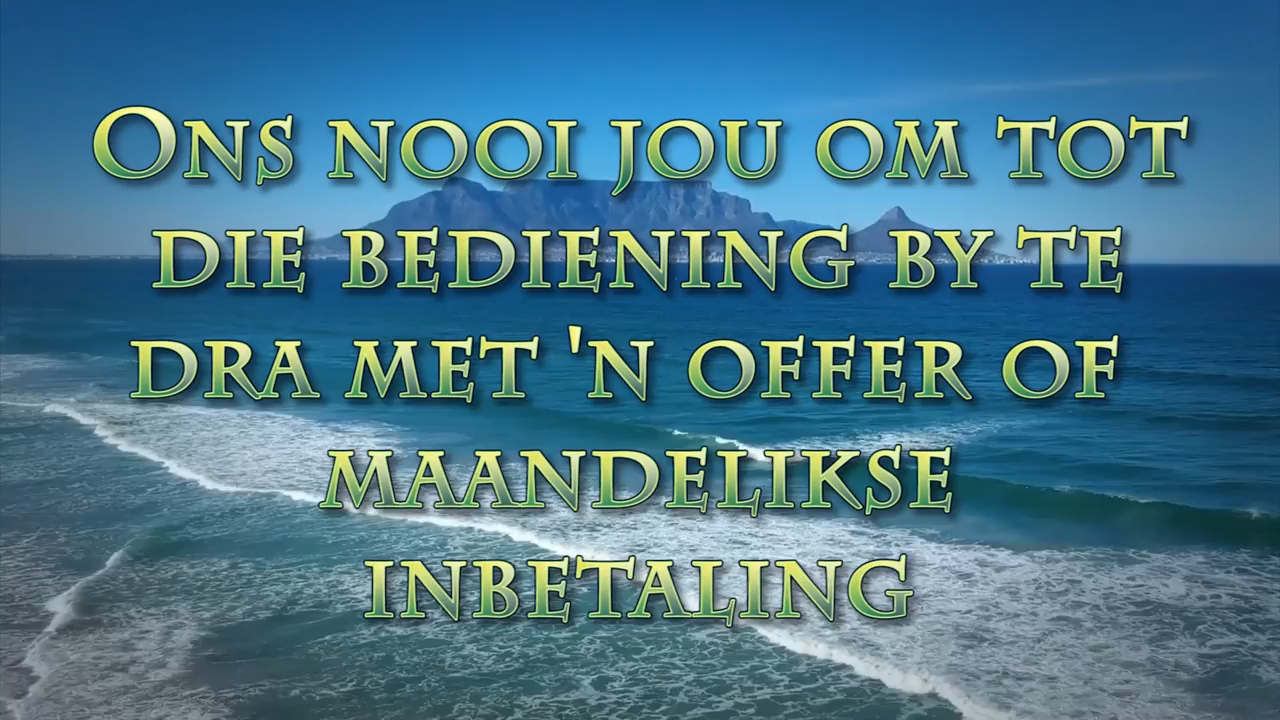 Ons nooi jou om tot
die bediening by te
dra met 'n offer of
maandelikse
inbetaling